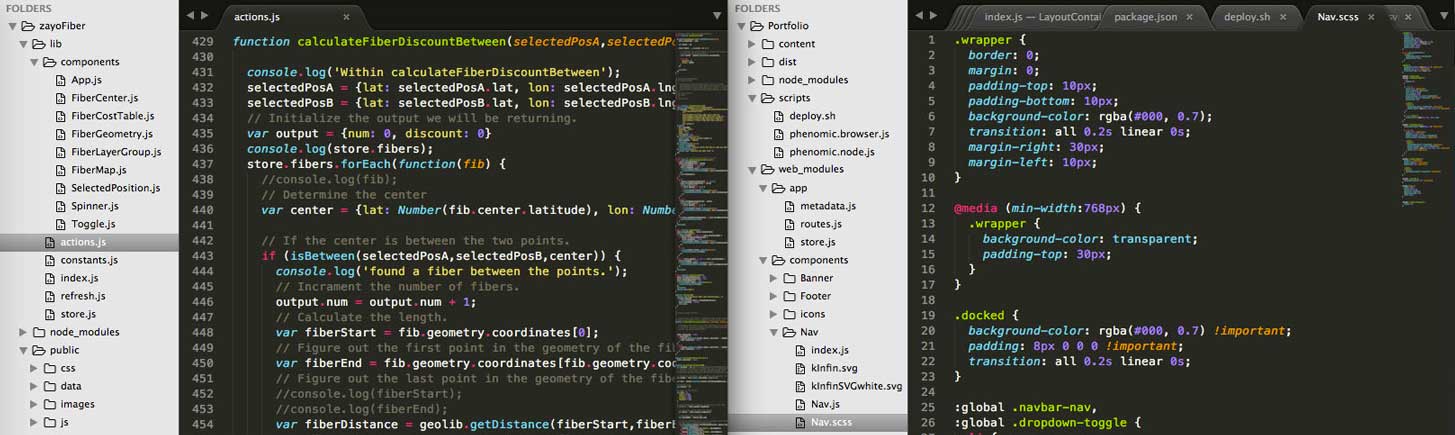 FOLDERS
zayoFiber
lib
components
App.js
FiberCenter.js
FiberCostTable.js
FiberGeometry.js
FiberLayerGroup.js
FiberMap.js
SelectedPosition.js
Spinner.js
Toggle.js
actions.js
constants.js
index.js
refresh.js
store.js
node_modules
public
css
data
images
js
actions.js
429 function calculateFiberDiscountBetween(selectedPosA,selectedPo
430
431 console.log('Within calculateFiberDiscountBetween');
432 selectedPosA = {lat: selectedPosA.lat, lon: selectedPosA.lng
433 selectedPosB = {lat: selectedPosB.lat, lon: selectedPosB.lng
434 // Initialize the output we will be returning.
435 var output = {num: 0, discount: 0}
436 console.log(store.fibers);
437 store.fibers.forEach(function(fib) {
438 //console.log(fib);
439 // Determine the center
440 var center = {lat: Number(fib.center.latitude), lon: Numbe
441
442 // If the center is between the two points.
443 if (isBetween(selectedPosA,selectedPosB,center)) {
444 console.log('found a fiber between the points.');
445 // Incrament the number of fibers.
446 output.num = output.num + 1;
447 // Calculate the length.
448 var fiberStart = fib.geometry.coordinates[0];
449 // Figure out the first point in the geometry of the fi
450 var fiberEnd = fib.geometry.coordinates[fib.geometry.co
451 // Figure out the last point in the geometry of the fib
452 //console.log(fiberStart);
453 //console.log(fiberEnd);
454 var fiberDistance = geolib.getDistance(fiberStart,fiberE
FOLDERS
Portfolio
content
dist
node_modules
scripts
deploy.sh
phenomic.browser.js
phenomic.node.js
web_modules
app
metadata.js
routes.js
store.js
components
Banner
Footer
icons
Nav
index.js
kInfin.svg
kInfinSVGwhite.svg
Nav.js
Nav.scss
index.js — LayoutContai package.json deploy.sh Nav.scss
1 .wrapper {
2 border: 0;
3 margin: 0;
4 padding-top: 10px;
5 padding-bottom: 10px;
6 background-color: rgba(#000, 0.7);
7 transition: all 0.2s linear 0s;
8 margin-right: 30px;
9 margin-left: 10px;
10 }
11
12 @media (min-width:768px) {
13 .wrapper {
14 background-color: transparent;
15 padding-top: 30px;
16 }
17 }
18
19 .docked {
20 background-color: rgba(#000, 0.7) !important;
21 padding: 8px 0 0 0 !important;
22 transition: all 0.2s linear 0s;
23 }
24
25 :global .navbar-nav,
26 :global .dropdown-toggle {